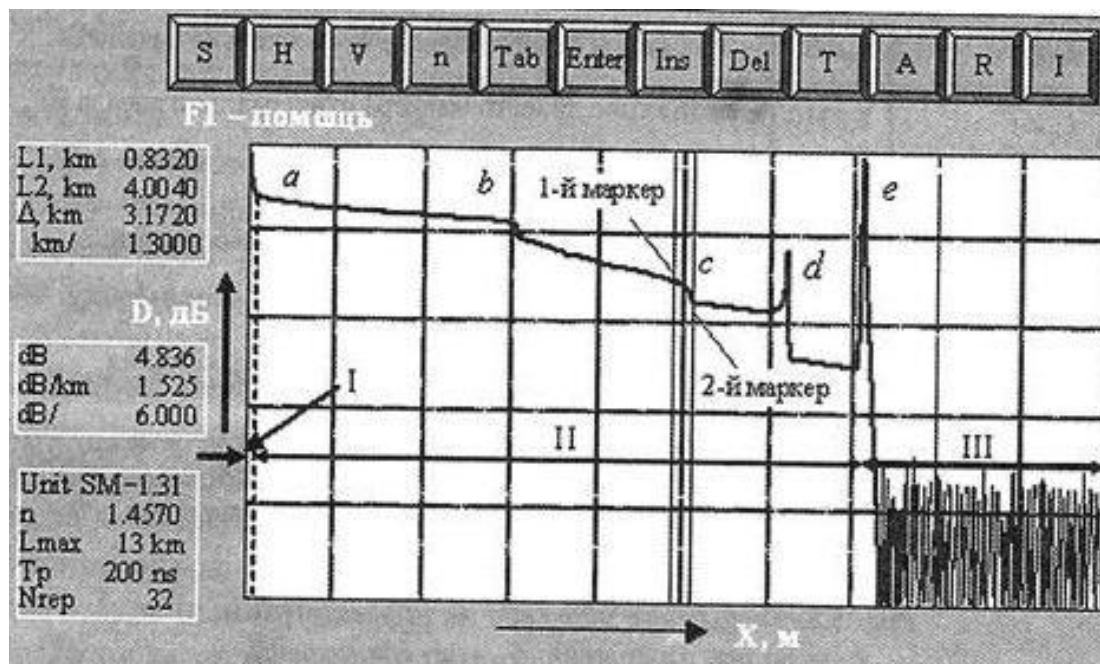 S H V n Tab Enter Ins Del T A R I
F1 – помощь
L1, km 0.8320
L2, km 4.0040
Δ, km 3.1720
km/ 1.3000
D, дБ
dB 4.836
dB/km 1.525
dB/ 6.000
Unit SM-1.31
n 1.4570
Lmax 13 km
Tp 200 ns
Nrep 32
a
b
1-й маркер
c
d
e
2-й маркер
I
II
III
X, м